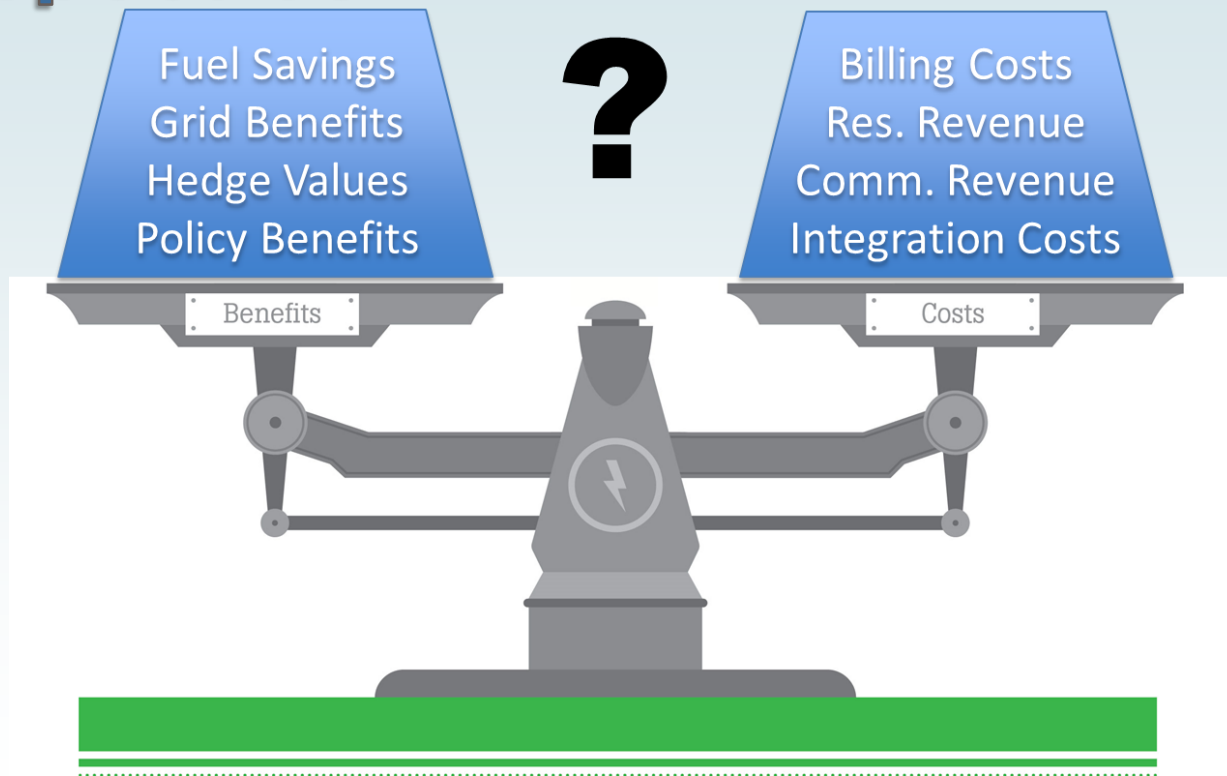 Fuel Savings
Grid Benefits
Hedge Values
Policy Benefits
?
Billing Costs
Res. Revenue
Comm. Revenue
Integration Costs
Benefits
Costs